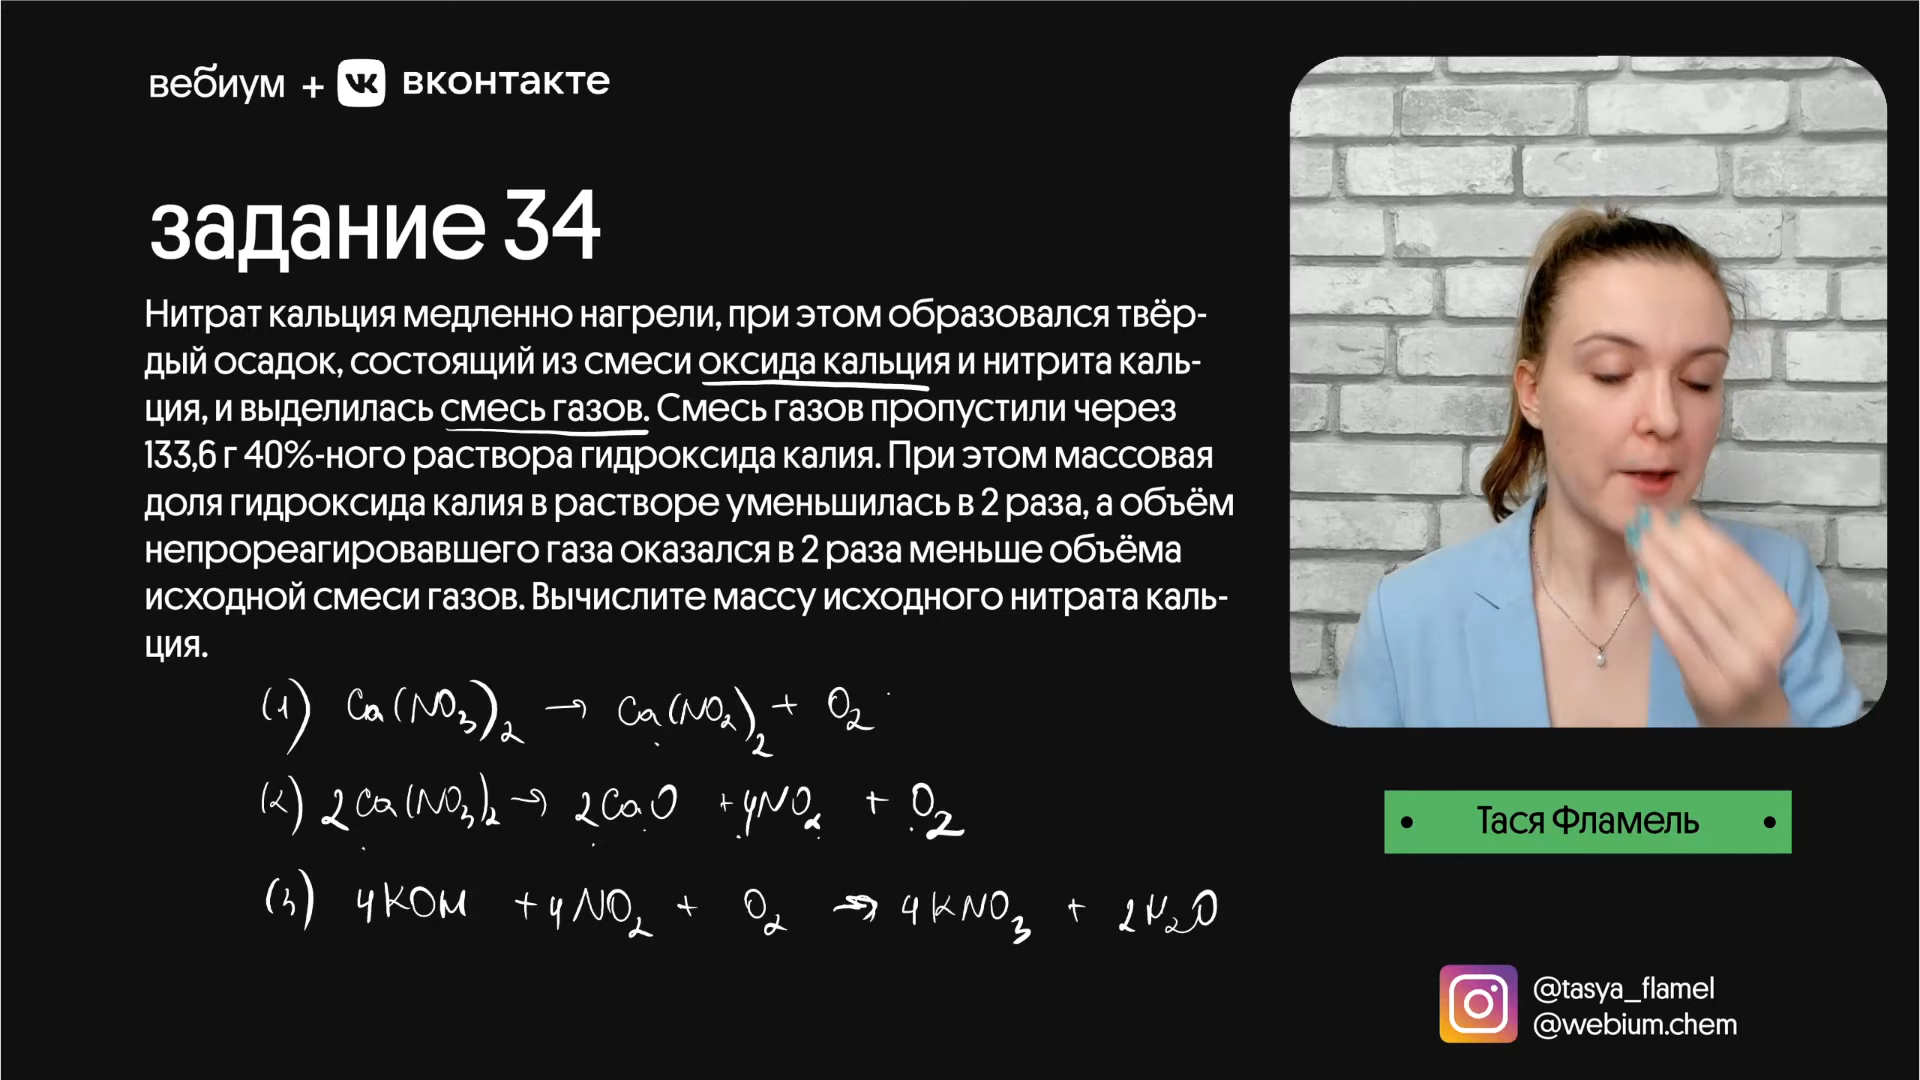 вебиум + вконтакте
задание 34
Нитрат кальция медленно нагрели, при этом образовался твёр-
дый осадок, состоящий из смеси оксида кальция и нитрита каль-
ция, и выделилась смесь газов. Смесь газов пропустили через
133,6 г 40%-ного раствора гидроксида калия. При этом массовая
доля гидроксида калия в растворе уменьшилась в 2 раза, а объём
непрореагировавшего газа оказался в 2 раза меньше объёма
исходной смеси газов. Вычислите массу исходного нитрата каль-
ция.
(1) Ca(NO3)2 → Ca(NO2)2 + O2
(2) 2Ca(NO3)2 → 2CaO + 4NO2 + O2
(3) 4KOH + 4NO2 + O2 → 4KNO3 + 2H2O
• Тася Фламель •
@tasya_flamel
@webium.chem